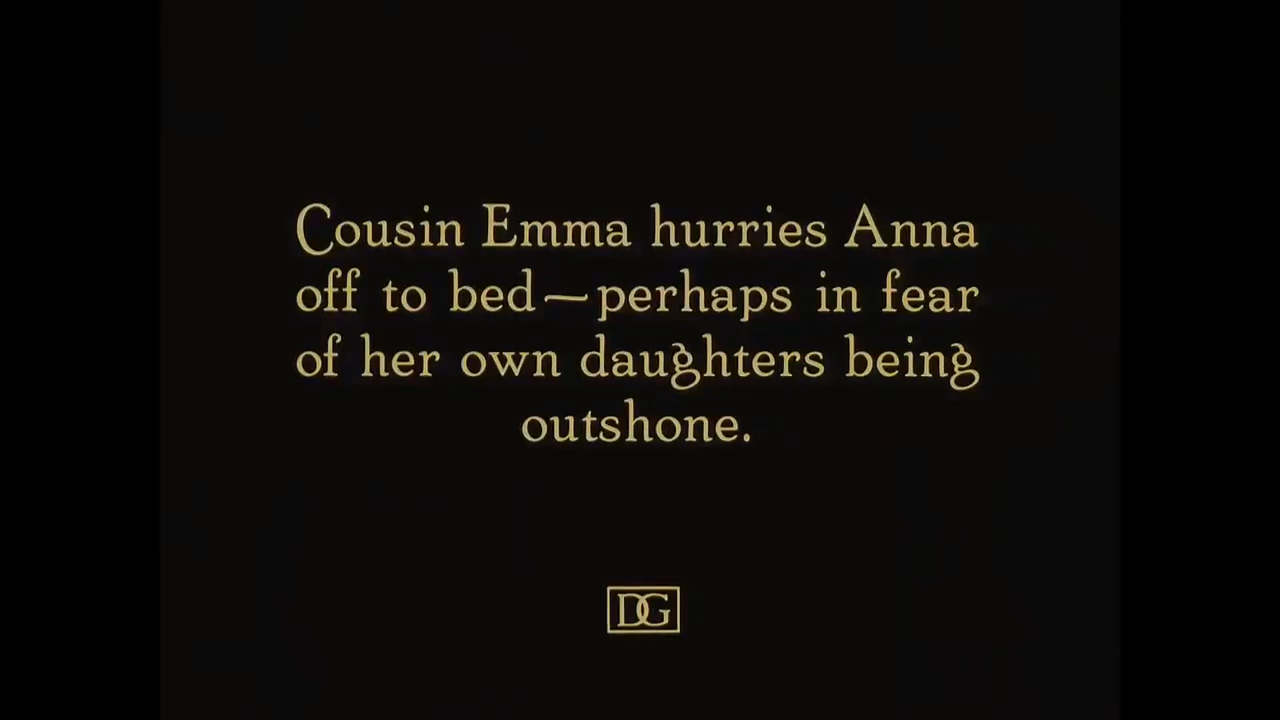 Cousin Emma hurries Anna
off to bed—perhaps in fear
of her own daughters being
outshone.
DG